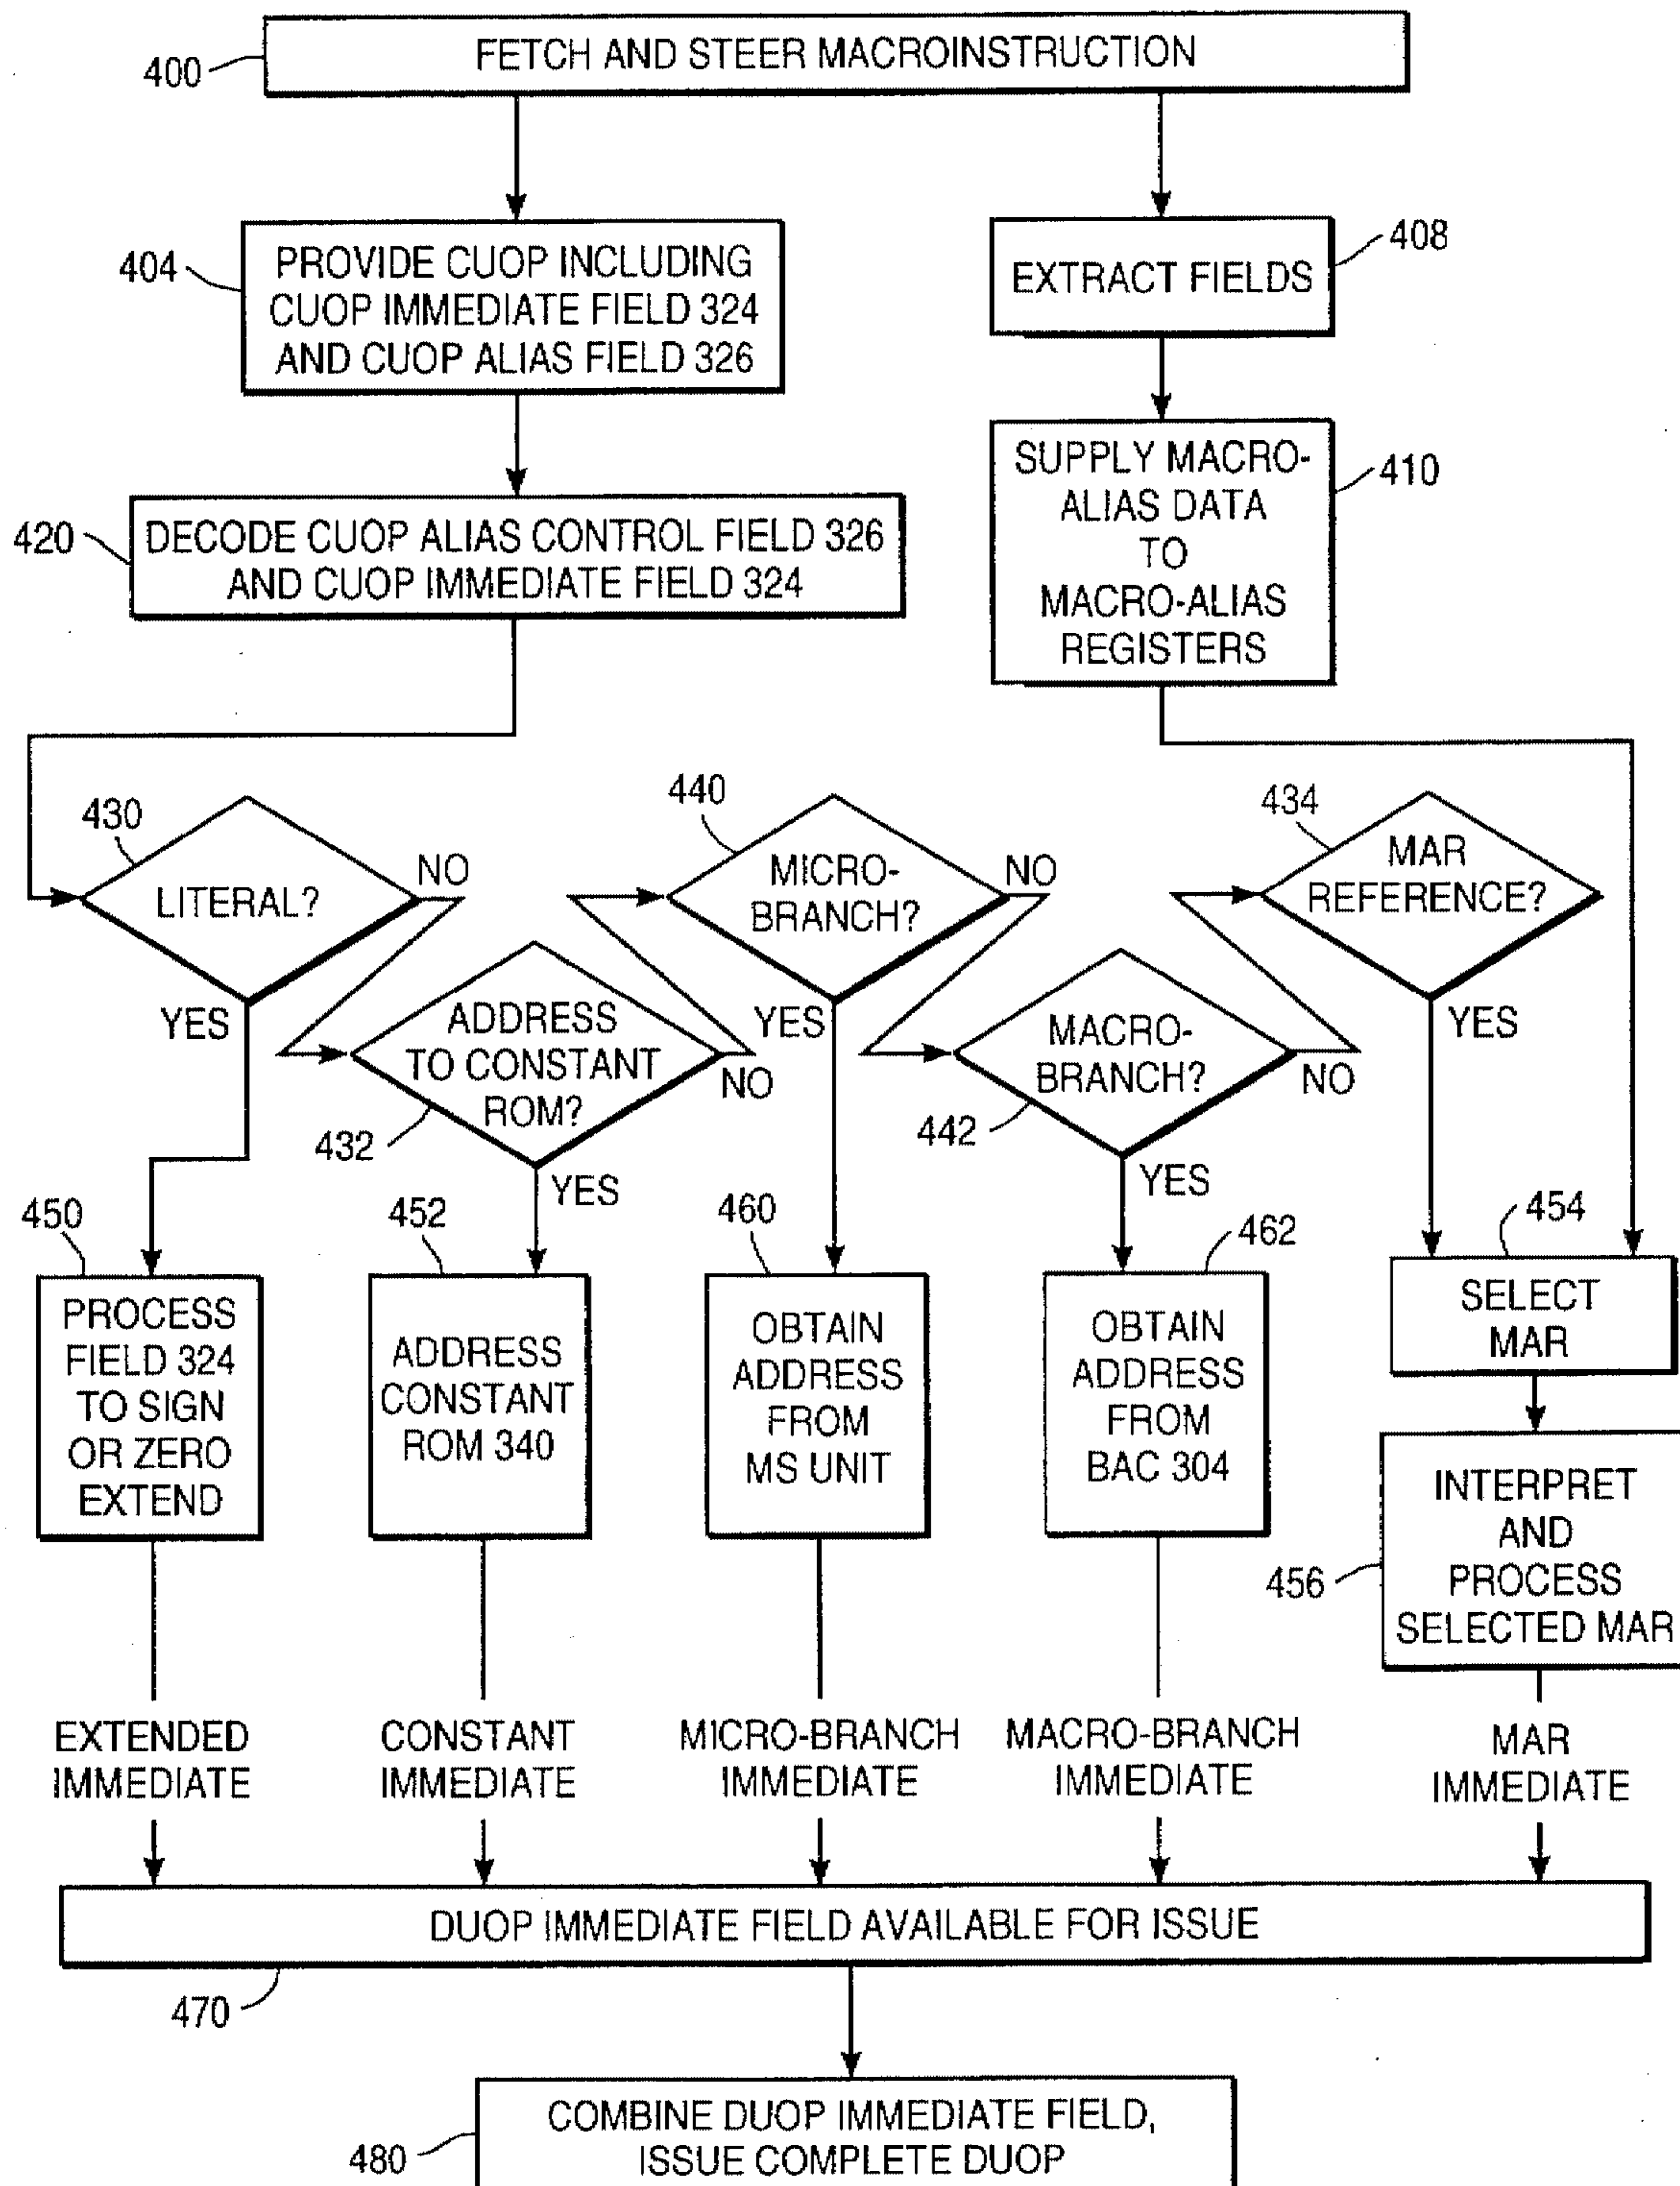 FETCH AND STEER MACROINSTRUCTION
400
404
PROVIDE CUOP INCLUDING
CUOP IMMEDIATE FIELD 324
AND CUOP ALIAS FIELD 326
408
EXTRACT FIELDS
410
SUPPLY MACRO-
ALIAS DATA
TO
MACRO-ALIAS
REGISTERS
420
DECODE CUOP ALIAS CONTROL FIELD 326
AND CUOP IMMEDIATE FIELD 324
430
LITERAL?
NO
YES
432
ADDRESS
TO CONSTANT
ROM?
NO
YES
440
MICRO-
BRANCH?
NO
YES
442
MACRO-
BRANCH?
NO
YES
434
MAR
REFERENCE?
YES
450
PROCESS
FIELD 324
TO SIGN
OR ZERO
EXTEND
452
ADDRESS
CONSTANT
ROM 340
460
OBTAIN
ADDRESS
FROM
MS UNIT
462
OBTAIN
ADDRESS
FROM
BAC 304
454
SELECT
MAR
456
INTERPRET
AND
PROCESS
SELECTED MAR
EXTENDED
IMMEDIATE
CONSTANT
IMMEDIATE
MICRO-BRANCH
IMMEDIATE
MACRO-BRANCH
IMMEDIATE
MAR
IMMEDIATE
DUOP IMMEDIATE FIELD AVAILABLE FOR ISSUE
470
480
COMBINE DUOP IMMEDIATE FIELD,
ISSUE COMPLETE DUOP